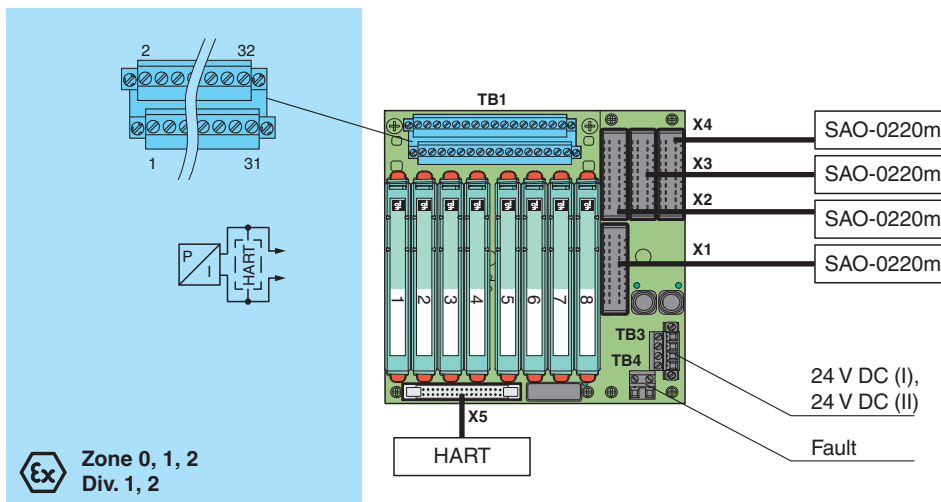 2 32
1 31
P
I
HART
Zone 0, 1, 2
Div. 1, 2
TB1
X4
X3
X2
X1
SAO-0220m
SAO-0220m
SAO-0220m
SAO-0220m
1 2 3 4 5 6 7 8
TB3
TB4
24 V DC (I),
24 V DC (II)
X5
HART
Fault